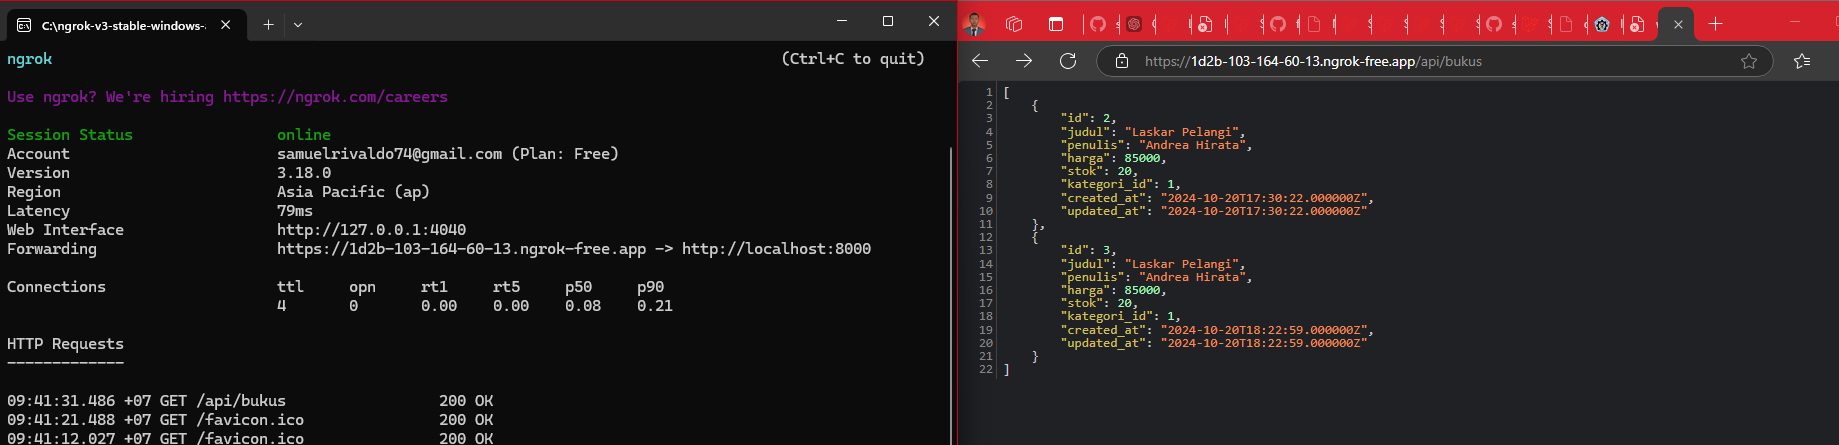 C:\ngrok-v3-stable-windows-
ngrok (Ctrl+C to quit)
Use ngrok? We're hiring https://ngrok.com/careers
Session Status online
Account samuelrivaldo74@gmail.com (Plan: Free)
Version 3.18.0
Region Asia Pacific (ap)
Latency 79ms
Web Interface http://127.0.0.1:4040
Forwarding https://1d2b-103-164-60-13.ngrok-free.app -> http://localhost:8000
Connections ttl opn rt1 rt5 p50 p90
4 0 0.00 0.00 0.08 0.21
HTTP Requests
-------------
09:41:31.486 +07 GET /api/bukus 200 OK
09:41:21.488 +07 GET /favicon.ico 200 OK
09:41:12.027 +07 GET /favicon.ico 200 OK
https://1d2b-103-164-60-13.ngrok-free.app/api/bukus
1 [
2 {
3 "id": 2,
4 "judul": "Laskar Pelangi",
5 "penulis": "Andrea Hirata",
6 "harga": 85000,
7 "stok": 20,
8 "kategori_id": 1,
9 "created_at": "2024-10-20T17:30:22.000000Z",
10 "updated_at": "2024-10-20T17:30:22.000000Z"
11 },
12 {
13 "id": 3,
14 "judul": "Laskar Pelangi",
15 "penulis": "Andrea Hirata",
16 "harga": 85000,
17 "stok": 20,
18 "kategori_id": 1,
19 "created_at": "2024-10-20T18:22:59.000000Z",
20 "updated_at": "2024-10-20T18:22:59.000000Z"
21 }
22 ]